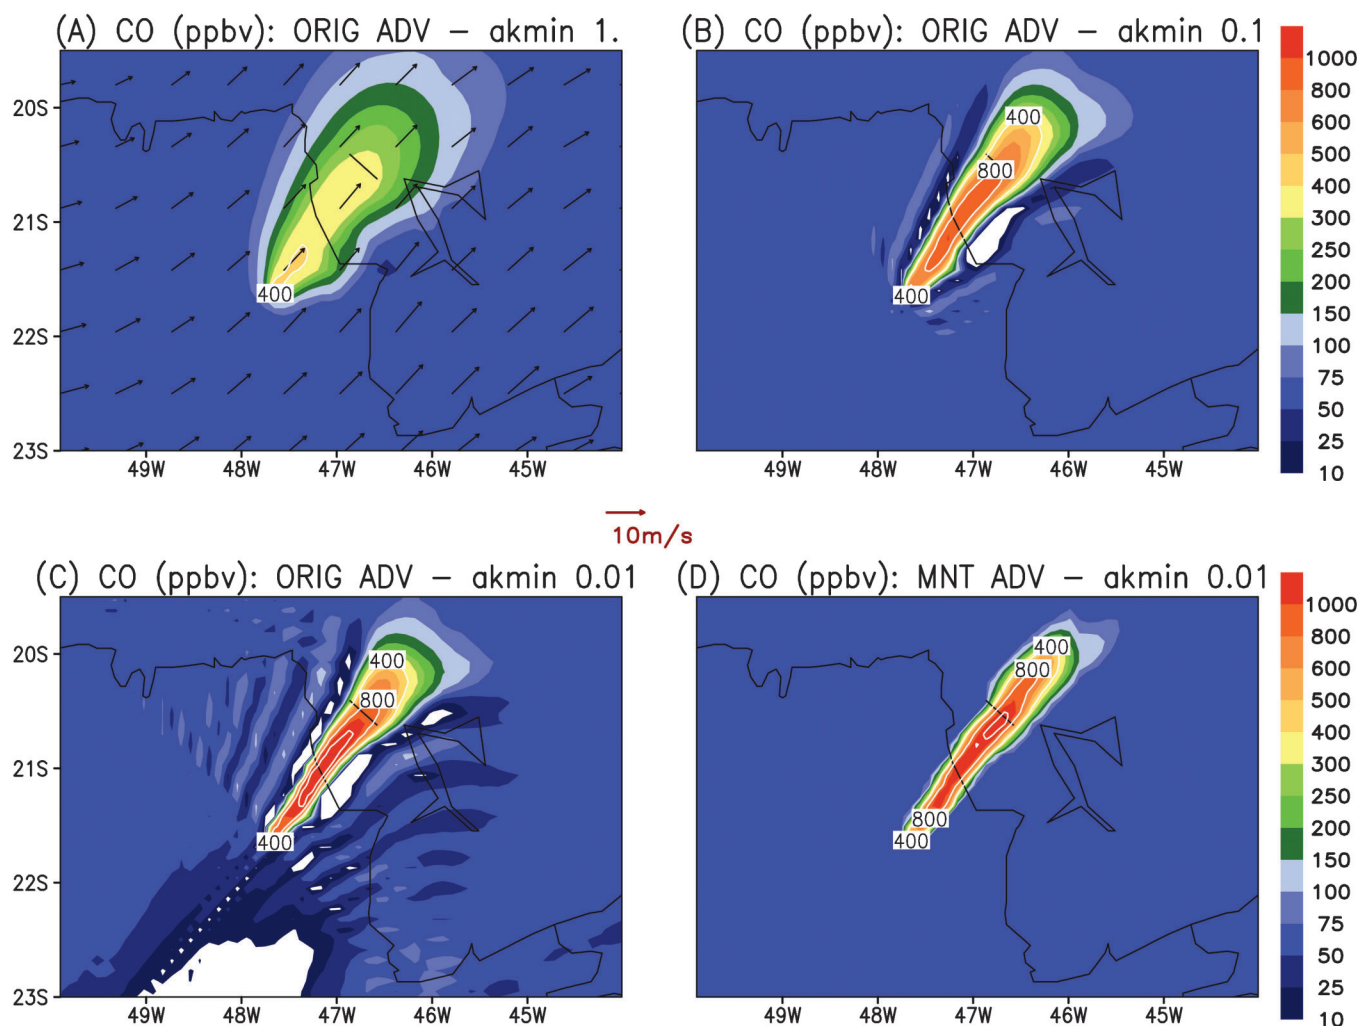 (A) CO (ppbv): ORIG ADV – akmin 1.
(B) CO (ppbv): ORIG ADV – akmin 0.1
20S
21S
22S
23S
400
49W 48W 47W 46W 45W
400
800
400
49W 48W 47W 46W 45W
1000
800
600
500
400
300
250
200
150
100
75
50
25
10
10m/s
(C) CO (ppbv): ORIG ADV – akmin 0.01
(D) CO (ppbv): MNT ADV – akmin 0.01
20S
21S
22S
23S
400
800
400
49W 48W 47W 46W 45W
400
800
800
400
49W 48W 47W 46W 45W
1000
800
600
500
400
300
250
200
150
100
75
50
25
10